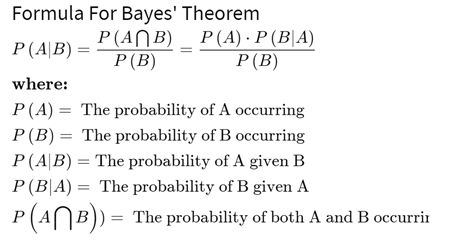 Formula For Bayes' Theorem
P (A|B) = P (A⋂B) / P (B) = P (A) · P (B|A) / P (B)
where:
P (A) = The probability of A occurring
P (B) = The probability of B occurring
P (A|B) = The probability of A given B
P (B|A) = The probability of B given A
P (A⋂B)) = The probability of both A and B